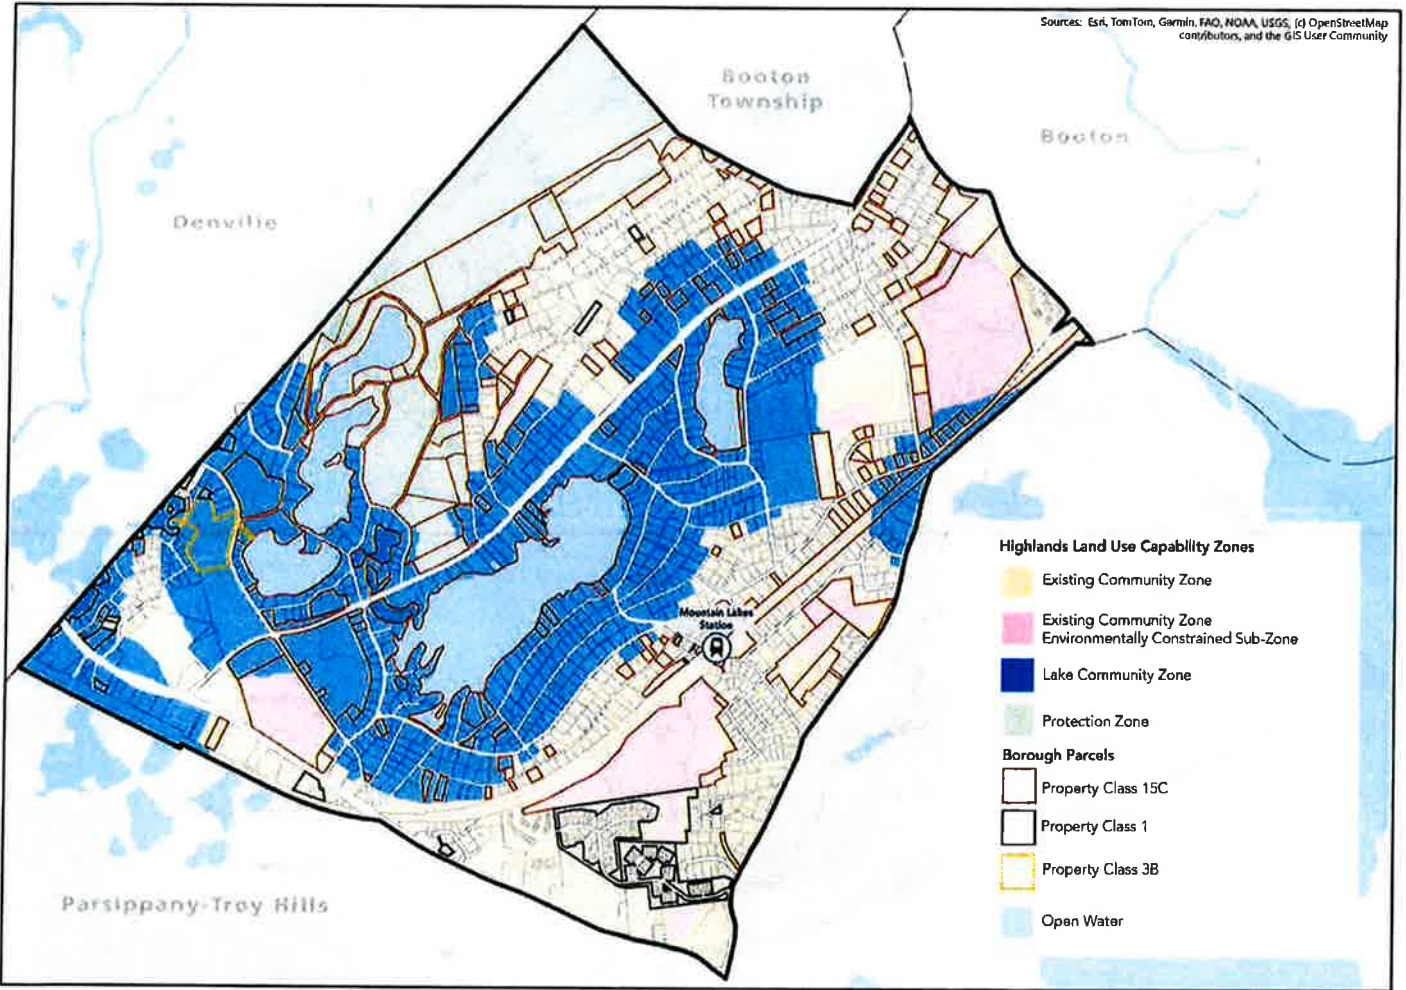 Sources: Esri, TomTom, Garmin, FAO, NOAA, USGS, (c) OpenStreetMap
contributors, and the GIS User Community
Booton
Township
Booton
Denville
Mountain Lakes
Station
Highlands Land Use Capability Zones
Existing Community Zone
Existing Community Zone
Environmentally Constrained Sub-Zone
Lake Community Zone
Protection Zone
Borough Parcels
Property Class 15C
Property Class 1
Property Class 3B
Open Water
Parsippany-Troy Hills